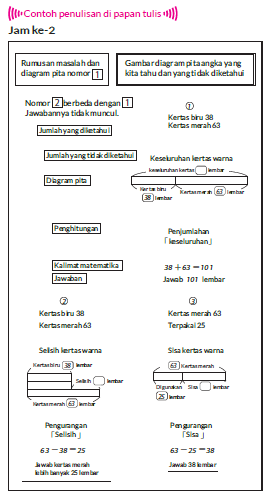 Contoh penulisan di papan tulis
Jam ke-2
Rumusan masalah dan
diagram pita nomor 1
Gambar diagram pita angka yang
kita tahu dan yang tidak diketahui
Nomor 2 berbeda dengan 1
Jawabannya tidak muncul.
①
Kertas biru 38
Kertas merah 63
Jumlah yang diketahui
Jumlah yang tidak diketahui
Keseluruhan kertas warna
keseluruhan kertas lembar
Diagram pita
Kertas biru
38 lembar
Kertas merah 63 lembar
Penghitungan
Penjumlahan
「keseluruhan」
Kalimat matematika
38 + 63 = 101
Jawaban
Jawab 101 lembar
②
Kertas biru 38
Kertas merah 63
Selisih kertas warna
Kertas biru 38 lembar
Selisih lembar
Kertas merah 63 lembar
Pengurangan
「Selisih」
63 – 38 = 25
Jawab kertas merah
lebih banyak 25 lembar
③
Kertas merah 63
Terpakai 25
Sisa kertas warna
63 Kertas merah
Digunakan
25 lembar
Sisa lembar
Pengurangan
「Sisa」
63 – 25 = 38
Jawab 38 lembar